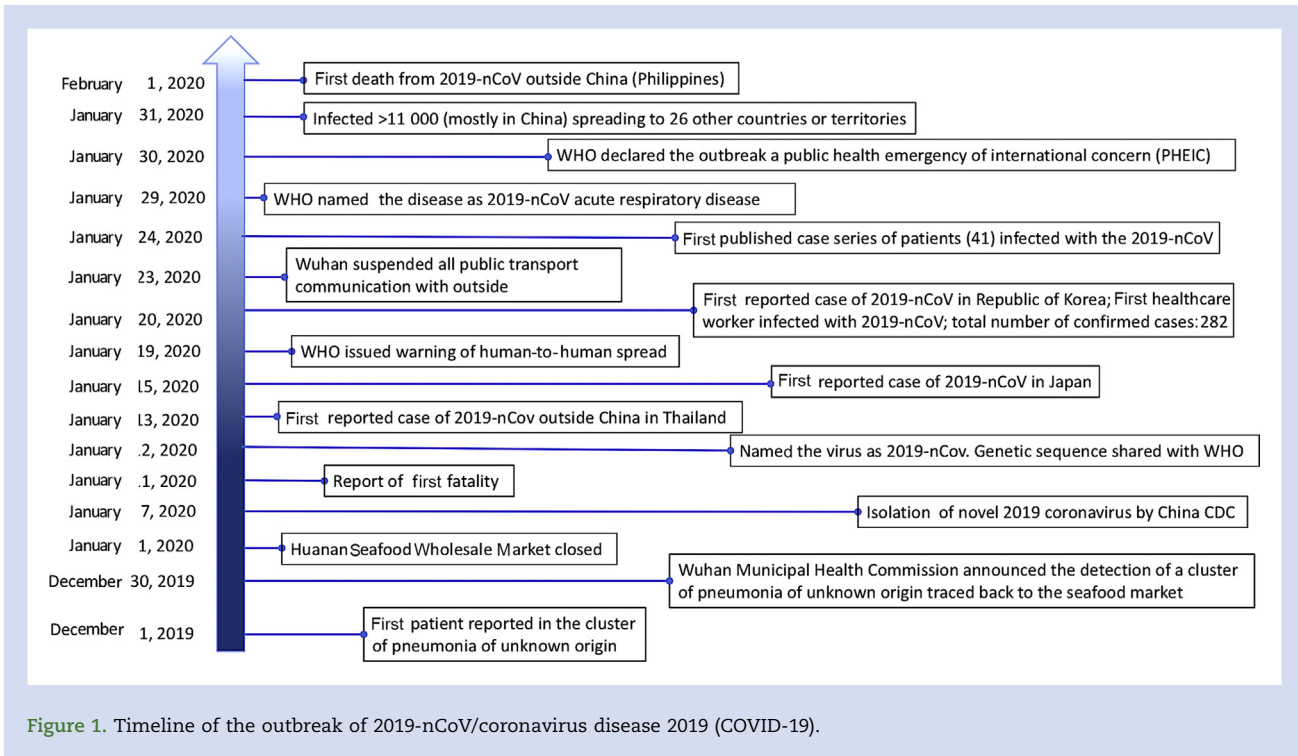 February 1, 2020
First death from 2019-nCoV outside China (Philippines)
January 31, 2020
Infected >11 000 (mostly in China) spreading to 26 other countries or territories
January 30, 2020
WHO declared the outbreak a public health emergency of international concern (PHEIC)
January 29, 2020
WHO named the disease as 2019-nCoV acute respiratory disease
January 24, 2020
First published case series of patients (41) infected with the 2019-nCoV
January 23, 2020
Wuhan suspended all public transport
communication with outside
January 20, 2020
First reported case of 2019-nCoV in Republic of Korea; First healthcare
worker infected with 2019-nCoV; total number of confirmed cases: 282
January 19, 2020
WHO issued warning of human-to-human spread
January 15, 2020
First reported case of 2019-nCoV in Japan
January 13, 2020
First reported case of 2019-nCov outside China in Thailand
January .2, 2020
Named the virus as 2019-nCov. Genetic sequence shared with WHO
January .1, 2020
Report of first fatality
January 7, 2020
Isolation of novel 2019 coronavirus by China CDC
January 1, 2020
Huanan Seafood Wholesale Market closed
December 30, 2019
Wuhan Municipal Health Commission announced the detection of a cluster
of pneumonia of unknown origin traced back to the seafood market
December 1, 2019
First patient reported in the cluster
of pneumonia of unknown origin
Figure 1. Timeline of the outbreak of 2019-nCoV/coronavirus disease 2019 (COVID-19).